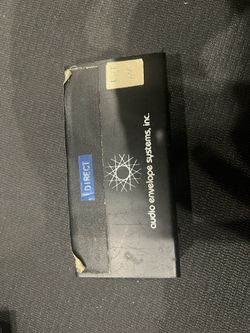 DIRECT
audio envelope systems, inc.